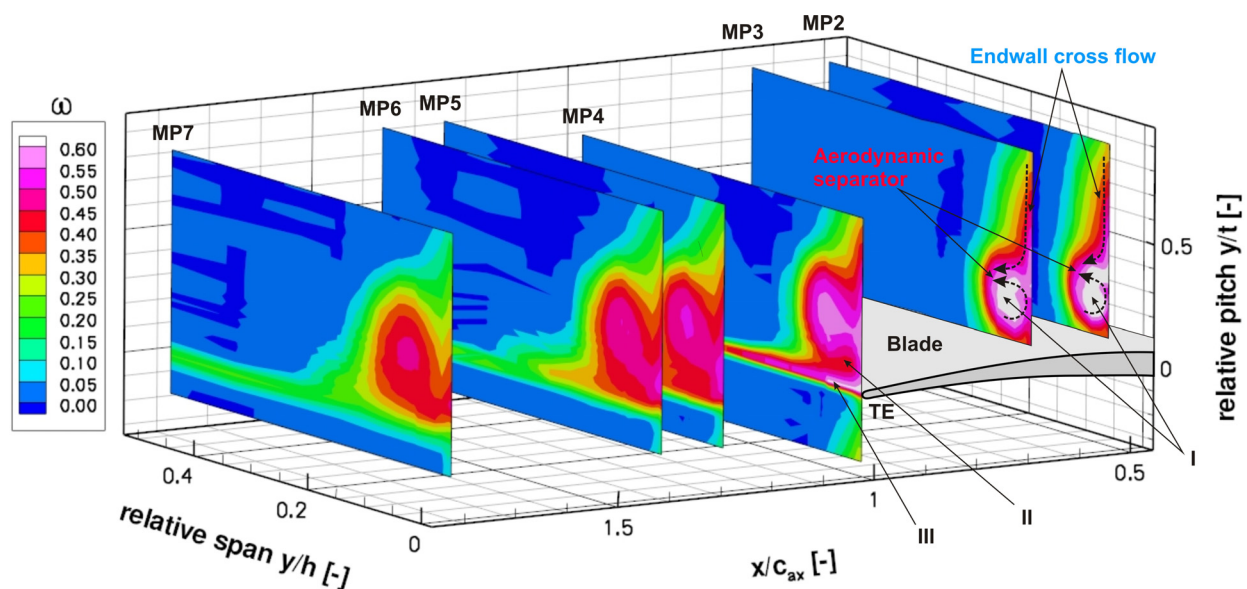 MP2
MP3
Endwall cross flow
ω
MP6
MP5
MP4
MP7
0.60
0.55
0.50
0.45
0.40
0.35
0.30
0.25
0.20
0.15
0.10
0.05
0.00
Aerodynamic
separator
relative pitch y/t [-]
0.5
0
Blade
TE
I
II
III
0.4
0.2
0
relative span y/h [-]
1.5
1
0.5
x/cax [-]